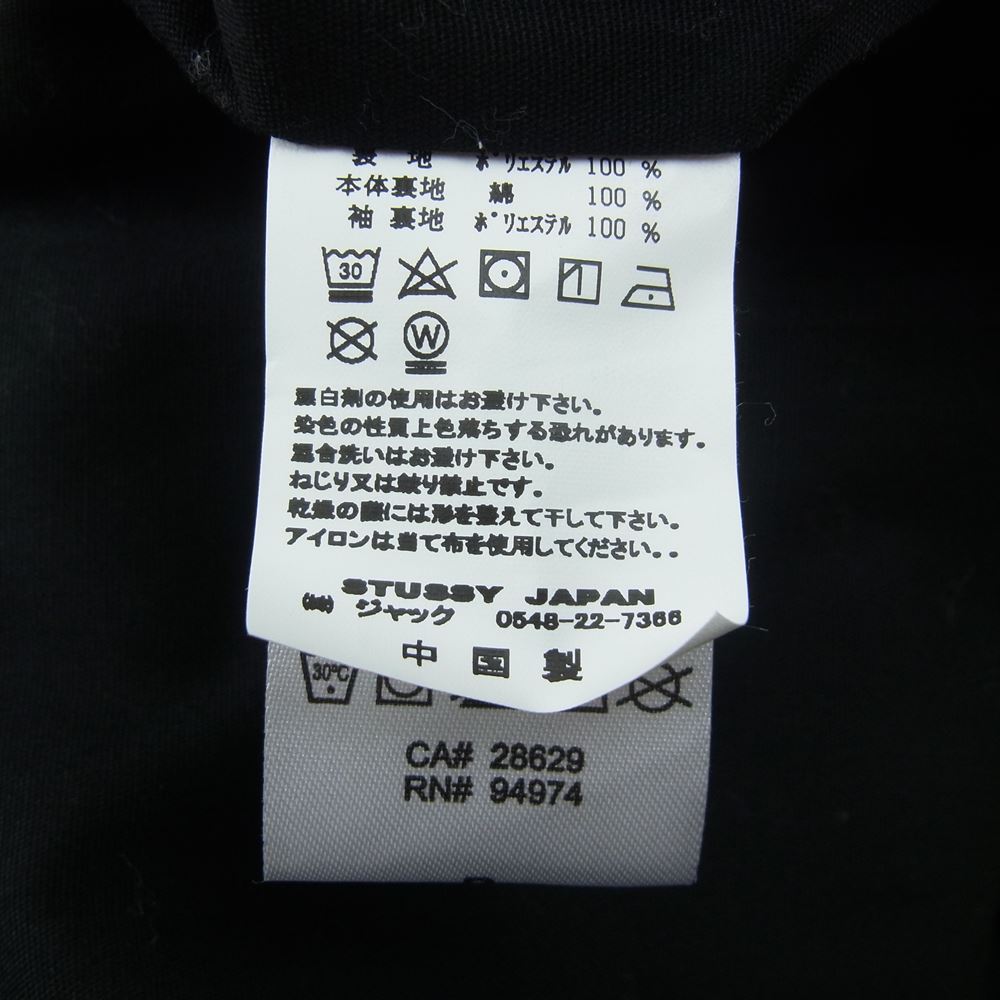 地 ポリエステル 100 %
本体裏地 綿 100 %
袖 裏地 ポリエステル 100 %
30
W
漂白剤の使用はお避け下さい。
染色の性質上色落ちする恐れがあります。
混合洗いはお避け下さい。
ねじり又は絞り厳止です。
乾燥の際には形を整えて干して下さい。
アイロンは当て布を使用してください。。
STUSSY JAPAN
㈱ ジャック 0548-22-7366
中 国 製
30°C
CA# 28629
RN# 94974